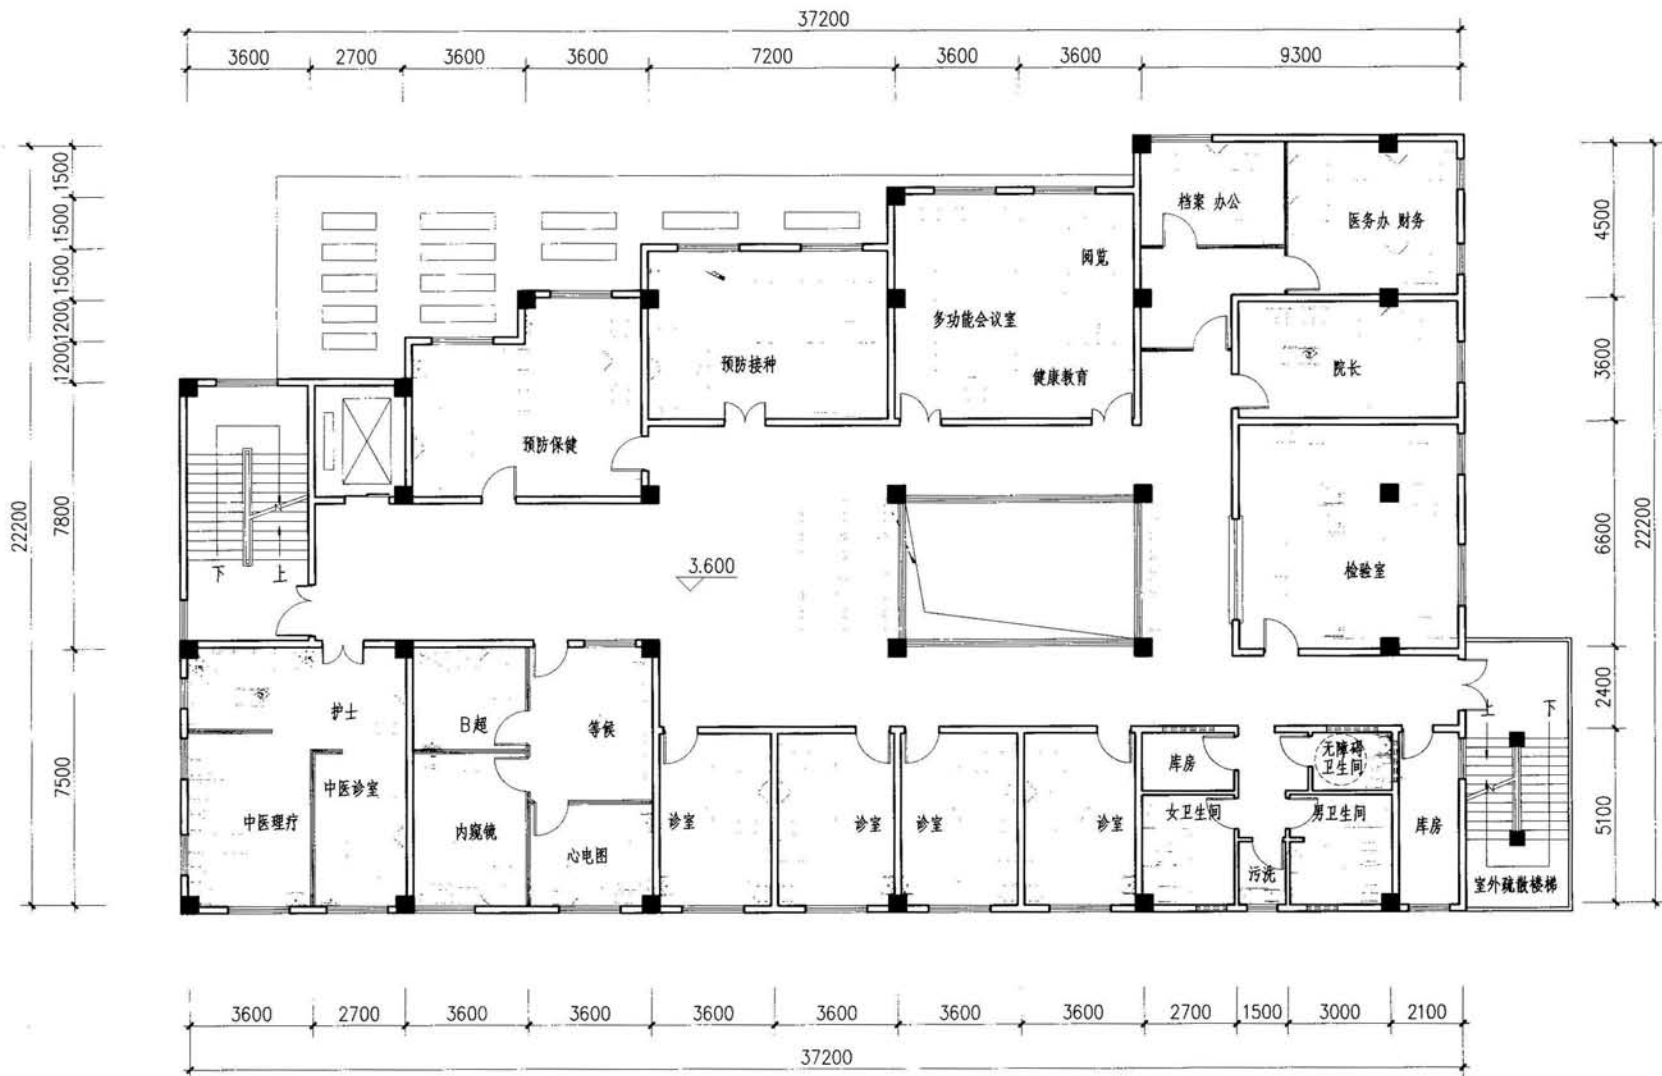 37200
3600 2700 3600 3600 7200 3600 3600 9300
22200
1500
1500
1500
1200
1200
7800
7500
4500
3600
6600
2400
5100
22200
档案 办公
医务办 财务
阅览
多功能会议室
健康教育
预防接种
院长
预防保健
检验室
3.600
下 上
护士
B超
等候
中医诊室
中医理疗
内窥镜
心电图
诊室
诊室
诊室
诊室
库房
无障碍
卫生间
女卫生间
男卫生间
污洗
库房
上 下
室外疏散楼梯
3600 2700 3600 3600 3600 3600 3600 3600 2700 1500 3000 2100
37200